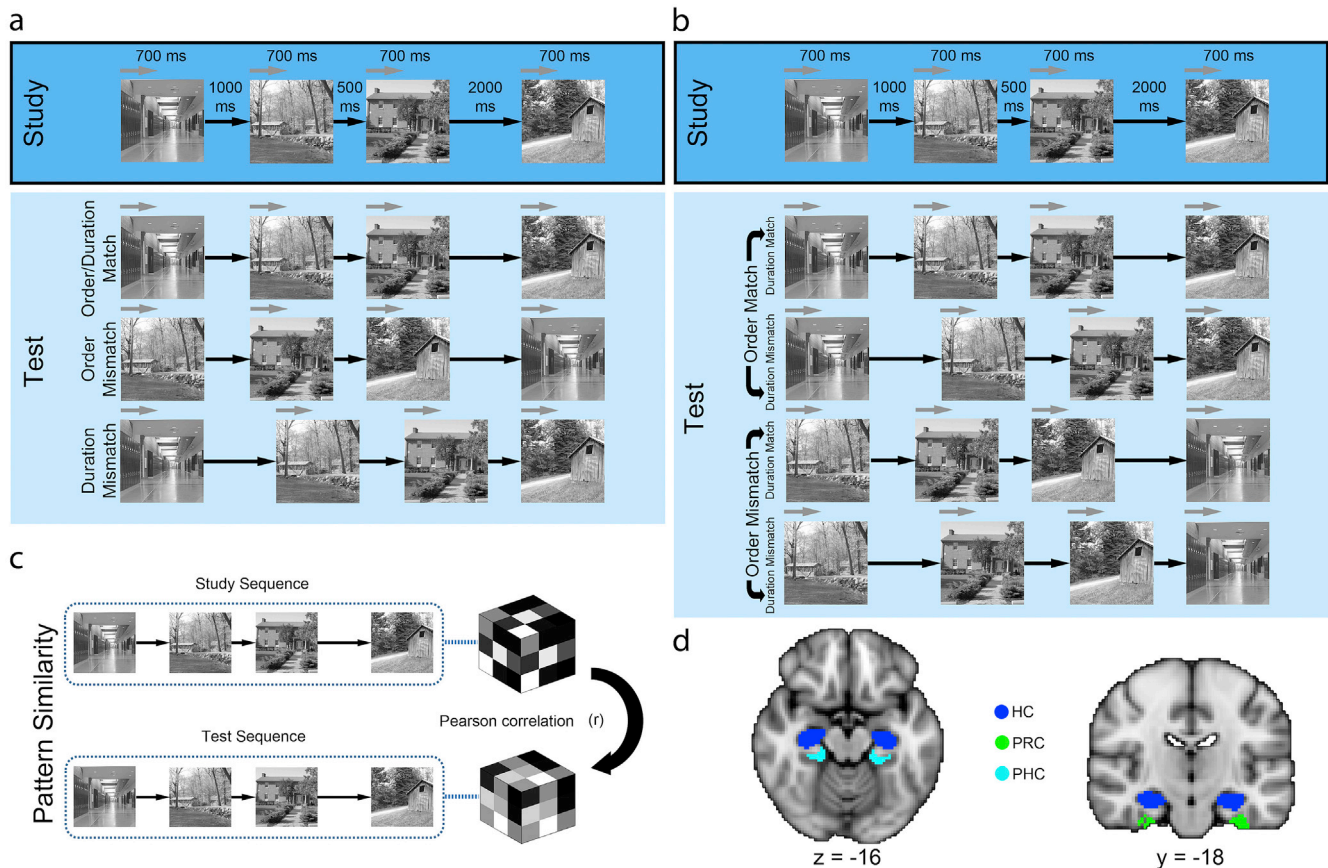 a
700 ms 700 ms 700 ms 700 ms
1000 ms
500 ms
2000 ms
Study
Test
Order/Duration
Match
Order
Mismatch
Duration
Mismatch
b
700 ms 700 ms 700 ms 700 ms
1000 ms
500 ms
2000 ms
Study
Test
Order Match
Duration Match
Duration Mismatch
Order Mismatch
Duration Match
Duration Mismatch
c
Pattern Similarity
Study Sequence
Pearson correlation (r)
Test Sequence
d
HC
PRC
PHC
z = -16
y = -18